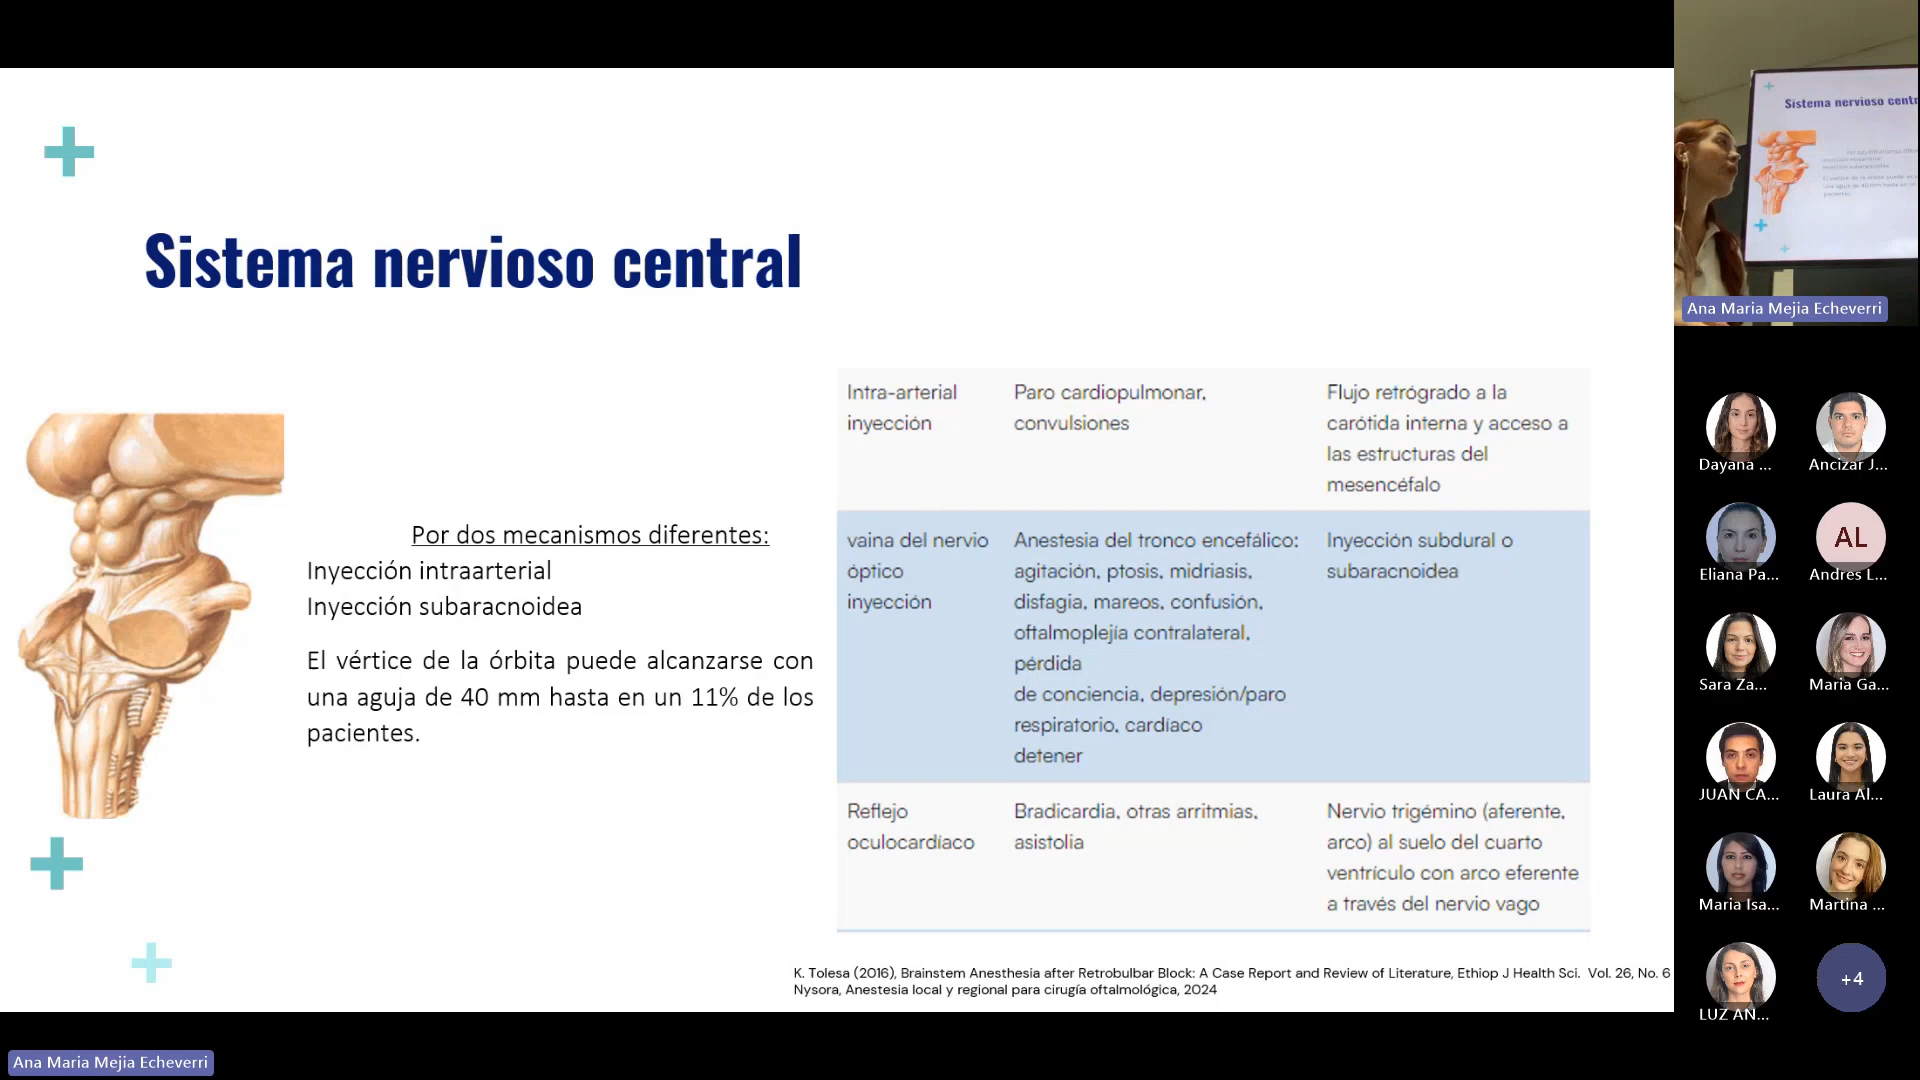 Sistema nervioso central
Por dos mecanismos diferentes:
Inyección intraarterial
Inyección subaracnoidea
El vértice de la órbita puede alcanzarse con
una aguja de 40 mm hasta en un 11% de los
pacientes.
Intra-arterial
inyección
Paro cardiopulmonar,
convulsiones
Flujo retrógrado a la
carótida interna y acceso a
las estructuras del
mesencéfalo
vaina del nervio
óptico
inyección
Anestesia del tronco encefálico:
agitación, ptosis, midriasis,
disfagia, mareos, confusión,
oftalmoplejía contralateral,
pérdida
de conciencia, depresión/paro
respiratorio, cardíaco
detener
Inyección subdural o
subaracnoidea
Reflejo
oculocardíaco
Bradicardia, otras arritmias,
asistolia
Nervio trigémino (aferente,
arco) al suelo del cuarto
ventrículo con arco eferente
a través del nervio vago
K. Tolesa (2016), Brainstem Anesthesia after Retrobulbar Block: A Case Report and Review of Literature, Ethiop J Health Sci. Vol. 26, No. 6
Nysora, Anestesia local y regional para cirugía oftalmológica, 2024
Sistema nervioso centr
Ana Maria Mejia Echeverri
Dayana ...
Ancizar J...
Eliana Pa...
AL
Andres L...
Sara Za...
Maria Ga...
JUAN CA...
Laura Al...
Maria Isa...
Martina ...
LUZ AN...
+4
Ana Maria Mejia Echeverri